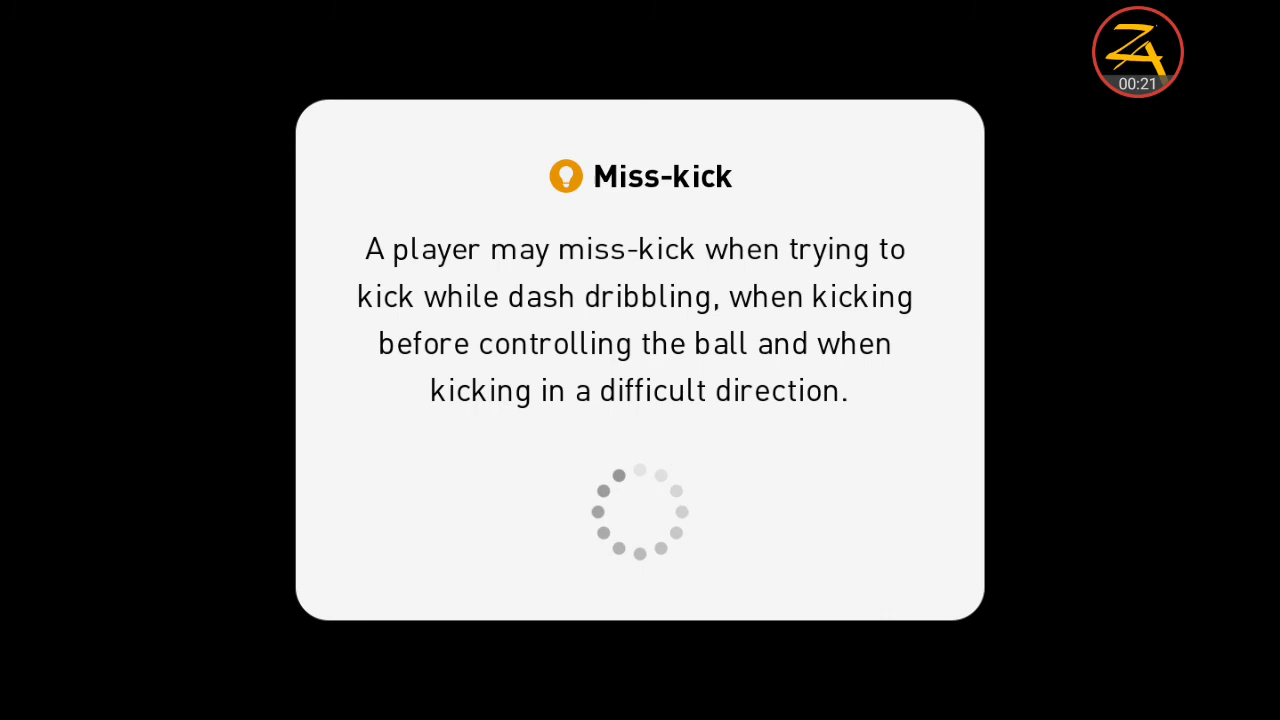 ZA
00:21
Miss-kick
A player may miss-kick when trying to
kick while dash dribbling, when kicking
before controlling the ball and when
kicking in a difficult direction.